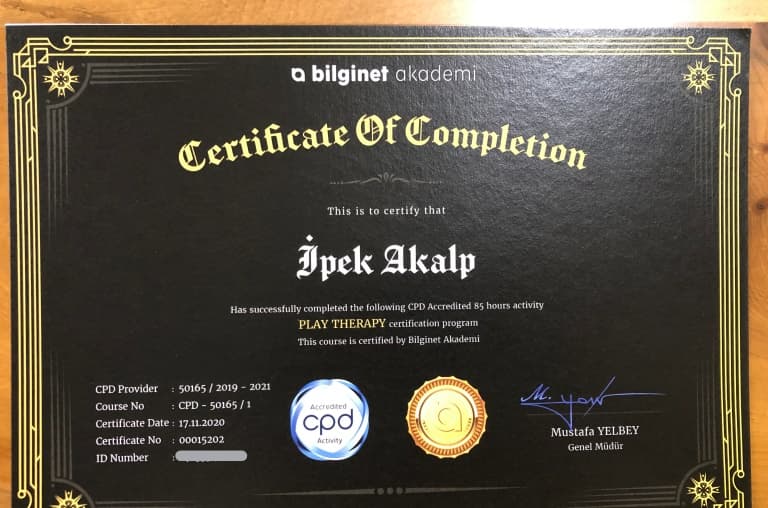 bilginet akademi
Certificate Of Completion
This is to certify that
İpek Akalp
Has successfully completed the following CPD Accredited 85 hours activity
PLAY THERAPY certification program
This course is certified by Bilginet Akademi
CPD Provider : 50165 / 2019 - 2021
Course No : CPD - 50165 / 1
Certificate Date : 17.11.2020
Certificate No : 00015202
ID Number :
Accredited
cpd
Activity
a
Mustafa YELBEY
Genel Müdür